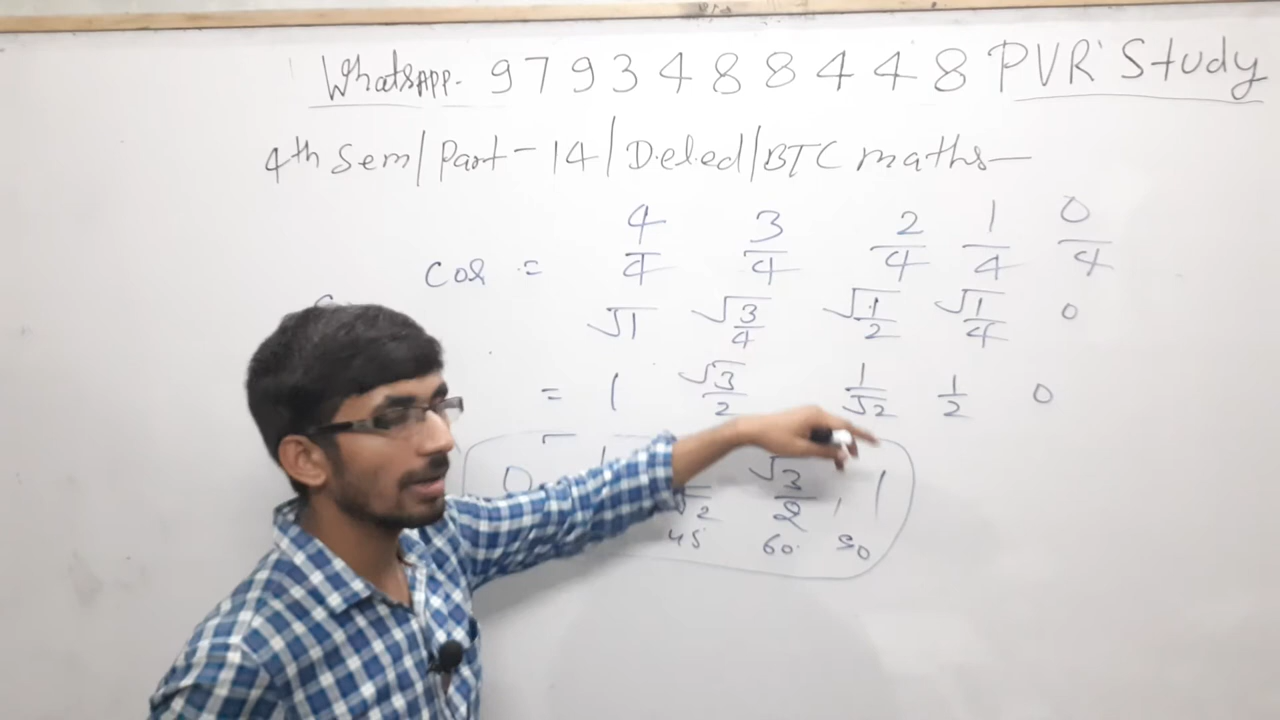 WhatsAPP. 9793488448 PVR Study
4th Sem/Part-14/D.el.ed/BTC maths—
cos = 4/4 3/4 2/4 1/4 0/4
√1 √3/4 √1/2 √1/4 0
= 1 √3/2 1/√2 1/2 0
0 √2 √3/2, 1
45 60 90